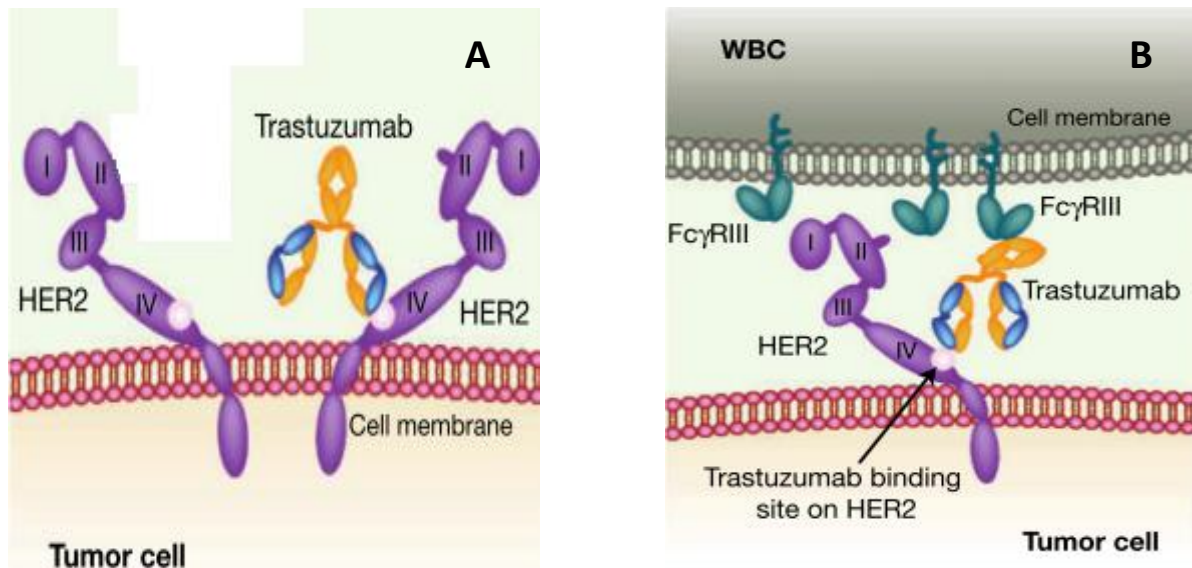 A
Trastuzumab
I
II
II
I
III
III
HER2
IV
IV
HER2
Cell membrane
Tumor cell
WBC
B
Cell membrane
FcγRIII
FcγRIII
I
II
Trastuzumab
III
HER2
IV
Trastuzumab binding
site on HER2
Tumor cell